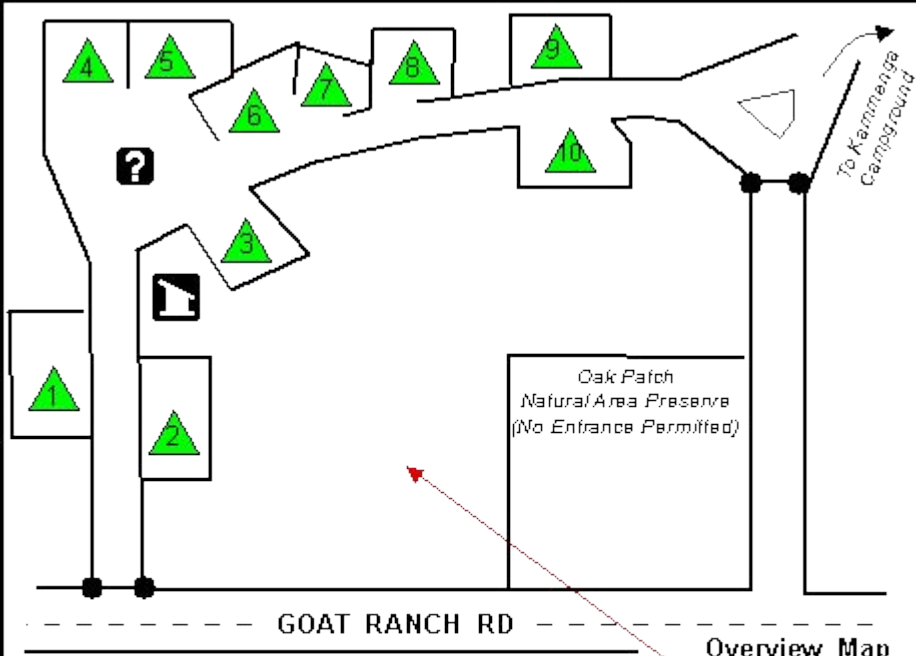 4
5
6
7
8
9
10
To Kammenga
Campground
?
3
1
2
Oak Patch
Natural Area Preserve
(No Entrance Permitted)
GOAT RANCH RD
Overview Map